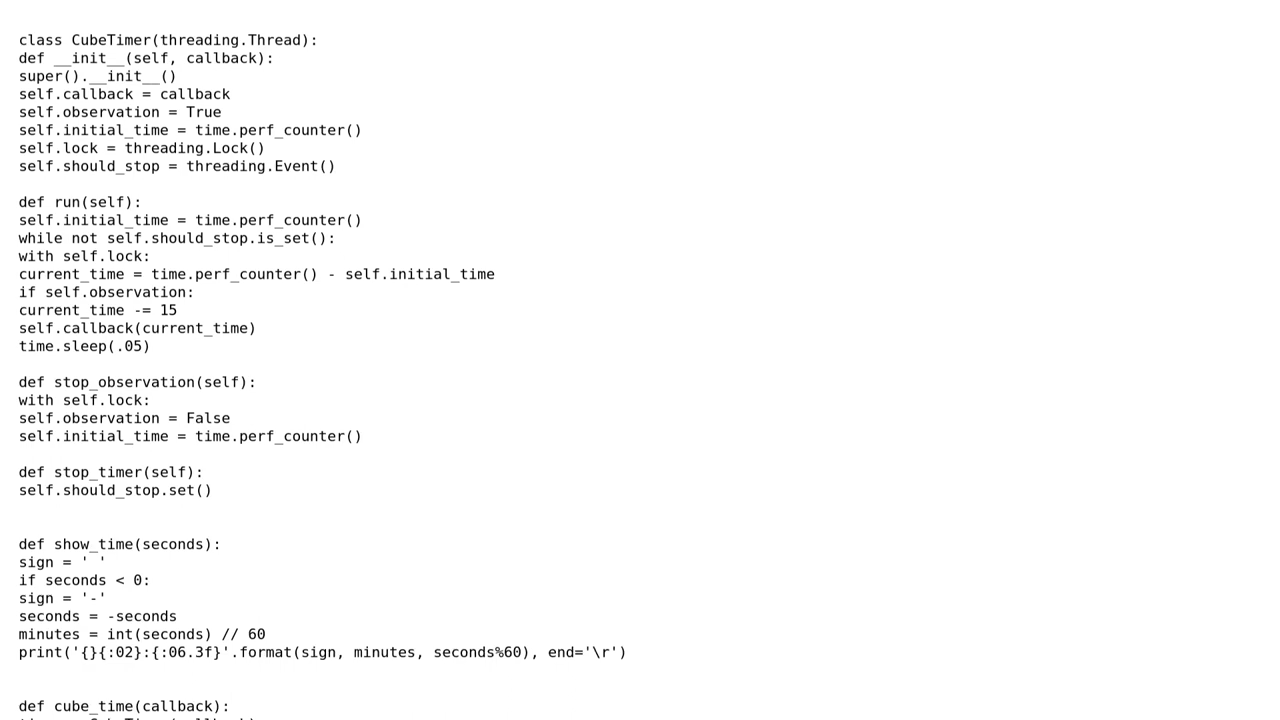 class CubeTimer(threading.Thread):
def __init__(self, callback):
super().__init__()
self.callback = callback
self.observation = True
self.initial_time = time.perf_counter()
self.lock = threading.Lock()
self.should_stop = threading.Event()
def run(self):
self.initial_time = time.perf_counter()
while not self.should_stop.is_set():
with self.lock:
current_time = time.perf_counter() - self.initial_time
if self.observation:
current_time -= 15
self.callback(current_time)
time.sleep(.05)
def stop_observation(self):
with self.lock:
self.observation = False
self.initial_time = time.perf_counter()
def stop_timer(self):
self.should_stop.set()
def show_time(seconds):
sign = ' '
if seconds < 0:
sign = '-'
seconds = -seconds
minutes = int(seconds) // 60
print('{}{:02}:{:06.3f}'.format(sign, minutes, seconds%60), end='\r')
def cube_time(callback):